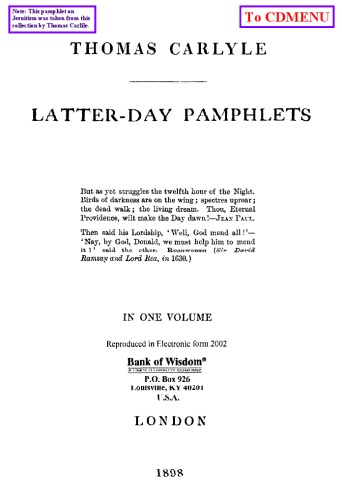 Note: This pamphlet on
Jesuitism was taken from this
collection by Thomas Carlile.
To CDMENU
THOMAS CARLYLE
LATTER-DAY PAMPHLETS
But as yet struggles the twelfth hour of the Night.
Birds of darkness are on the wing; spectres uproar;
the dead walk; the living dream. Thou, Eternal
Providence, wilt make the Day dawn!—JEAN PAUL.
Then said his Lordship, 'Well, God mend all!'—
'Nay, by God, Donald, we must help him to mend
it!' said the other. RUSHWORTH (Sir David
Ramsay and Lord Rea, in 1630.)
IN ONE VOLUME
Reproduced in Electronic form 2002
Bank of Wisdom®
P.O. Box 926
Louisville, KY 40201
U.S.A.
LONDON
1898